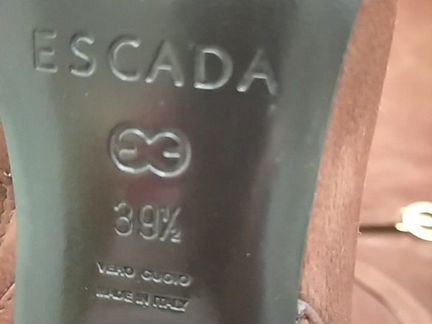 ESCADA
39½
VERO CUOIO
MADE IN ITALY